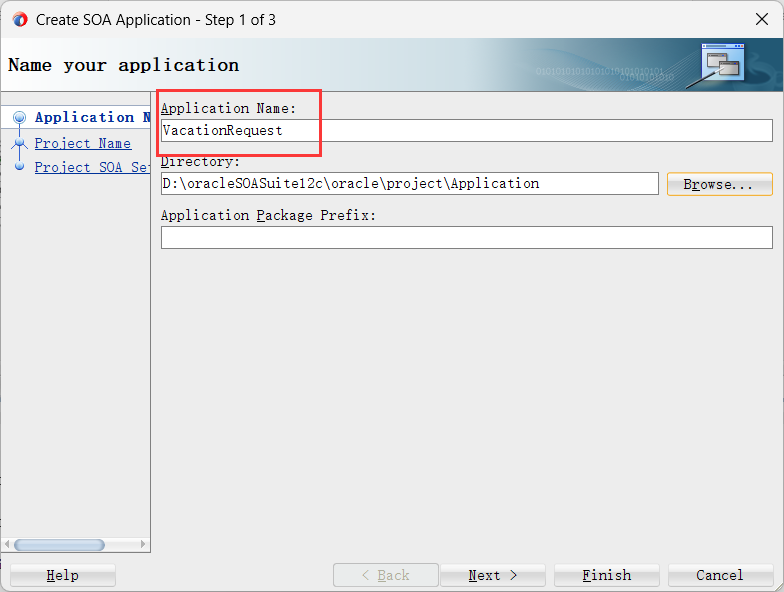 Create SOA Application - Step 1 of 3
Name your application
Application N
Project Name
Project SOA Se
Application Name:
VacationRequest
Directory:
D:\oracleSOASuite12c\oracle\project\Application
Browse...
Application Package Prefix:
Help
< Back
Next >
Finish
Cancel